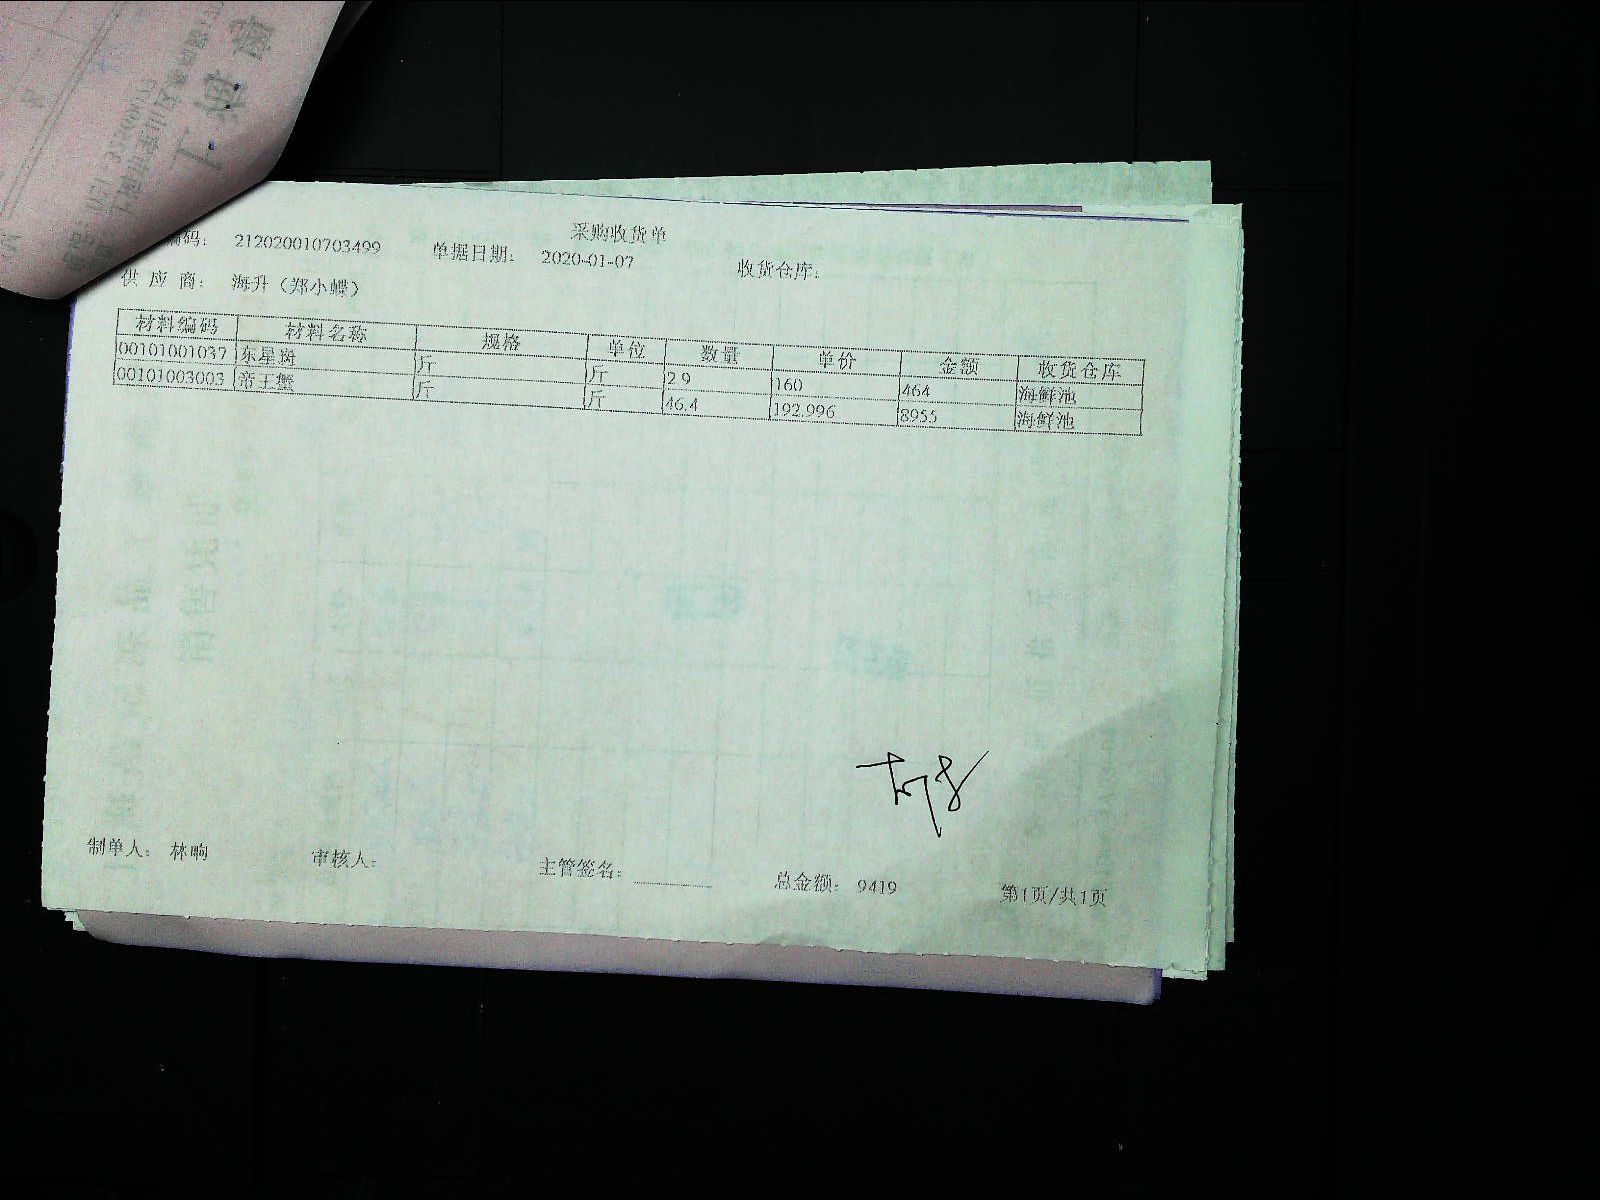 采购收货单
编码： 212020010703499 单据日期： 2020-01-07 收货仓库：
供 应 商： 海升（郑小蝶）
材料编码 材料名称 规格 单位 数量 单价 金额 收货仓库
00101001037 东星斑 斤 斤 2.9 160 464 海鲜池
00101003003 帝王蟹 斤 斤 46.4 192.996 8955 海鲜池
制单人： 林晌 审核人： 主管签名： 总金额： 9419 第1页/共1页